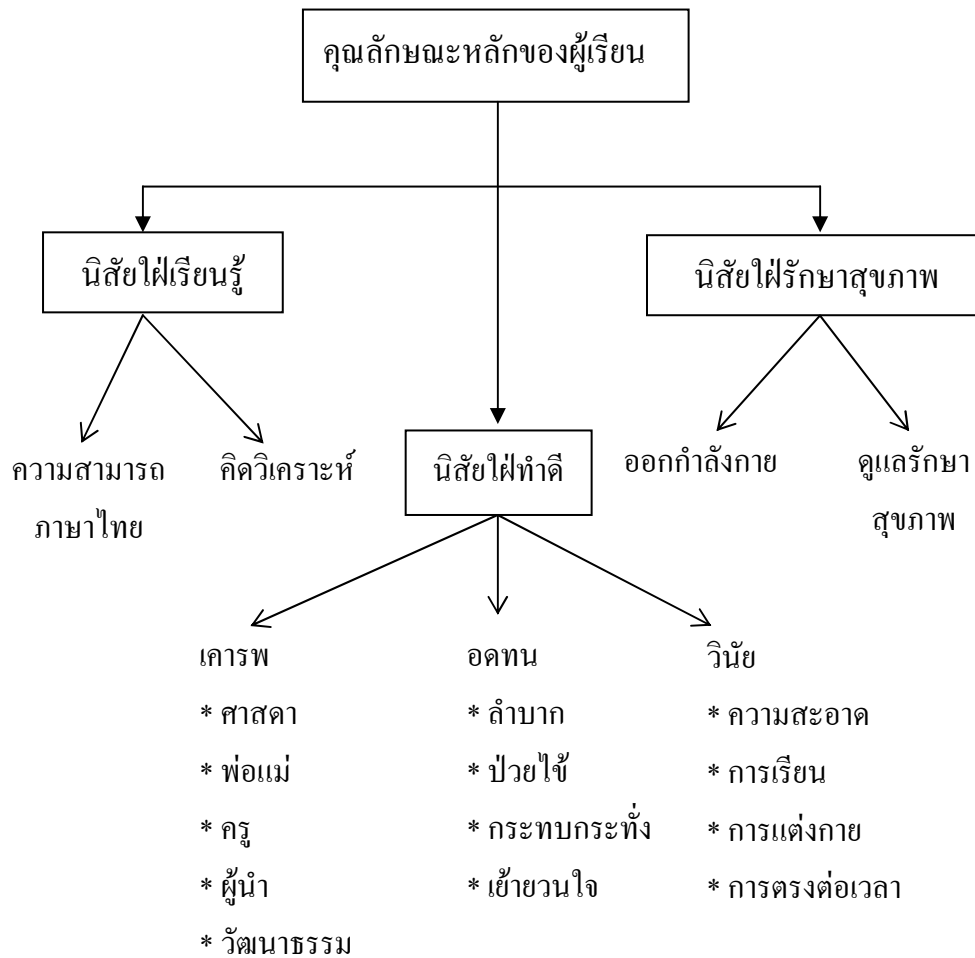 คุณลักษณะหลักของผู้เรียน
นิสัยใฝ่เรียนรู้
นิสัยใฝ่รักษาสุขภาพ
ความสามารถ
ภาษาไทย
คิดวิเคราะห์
นิสัยใฝ่ทำดี
ออกกำลังกาย
ดูแลรักษา
สุขภาพ
เคารพ
* ศาสดา
* พ่อแม่
* ครู
* ผู้นำ
* วัฒนาธรรม
อดทน
* ลำบาก
* ป่วยไข้
* กระทบกระทั่ง
* เย้ายวนใจ
วินัย
* ความสะอาด
* การเรียน
* การแต่งกาย
* การตรงต่อเวลา